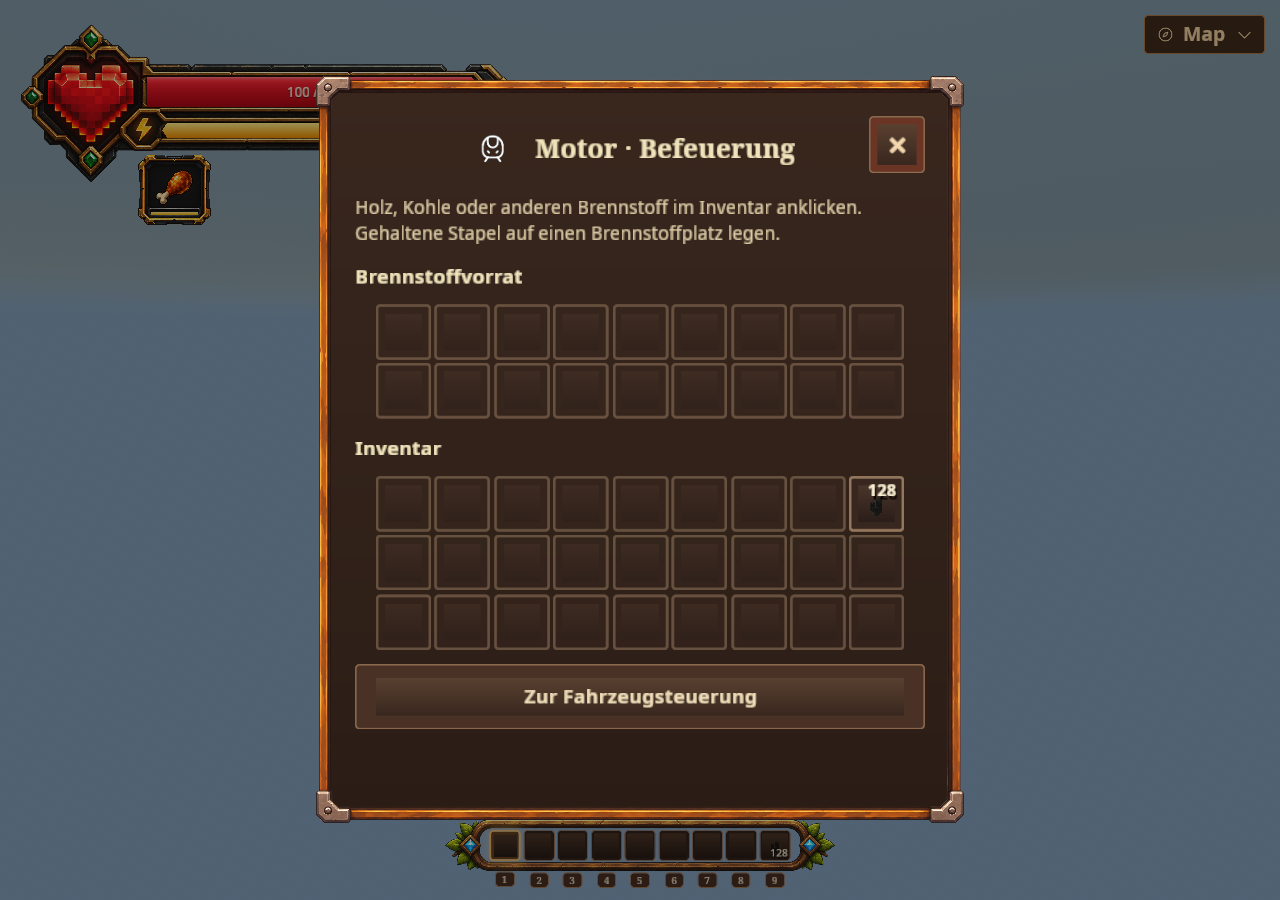 Map
100 /
Motor · Befeuerung
Holz, Kohle oder anderen Brennstoff im Inventar anklicken.
Gehaltene Stapel auf einen Brennstoffplatz legen.
Brennstoffvorrat
Inventar
128
Zur Fahrzeugsteuerung
128
1 2 3 4 5 6 7 8 9